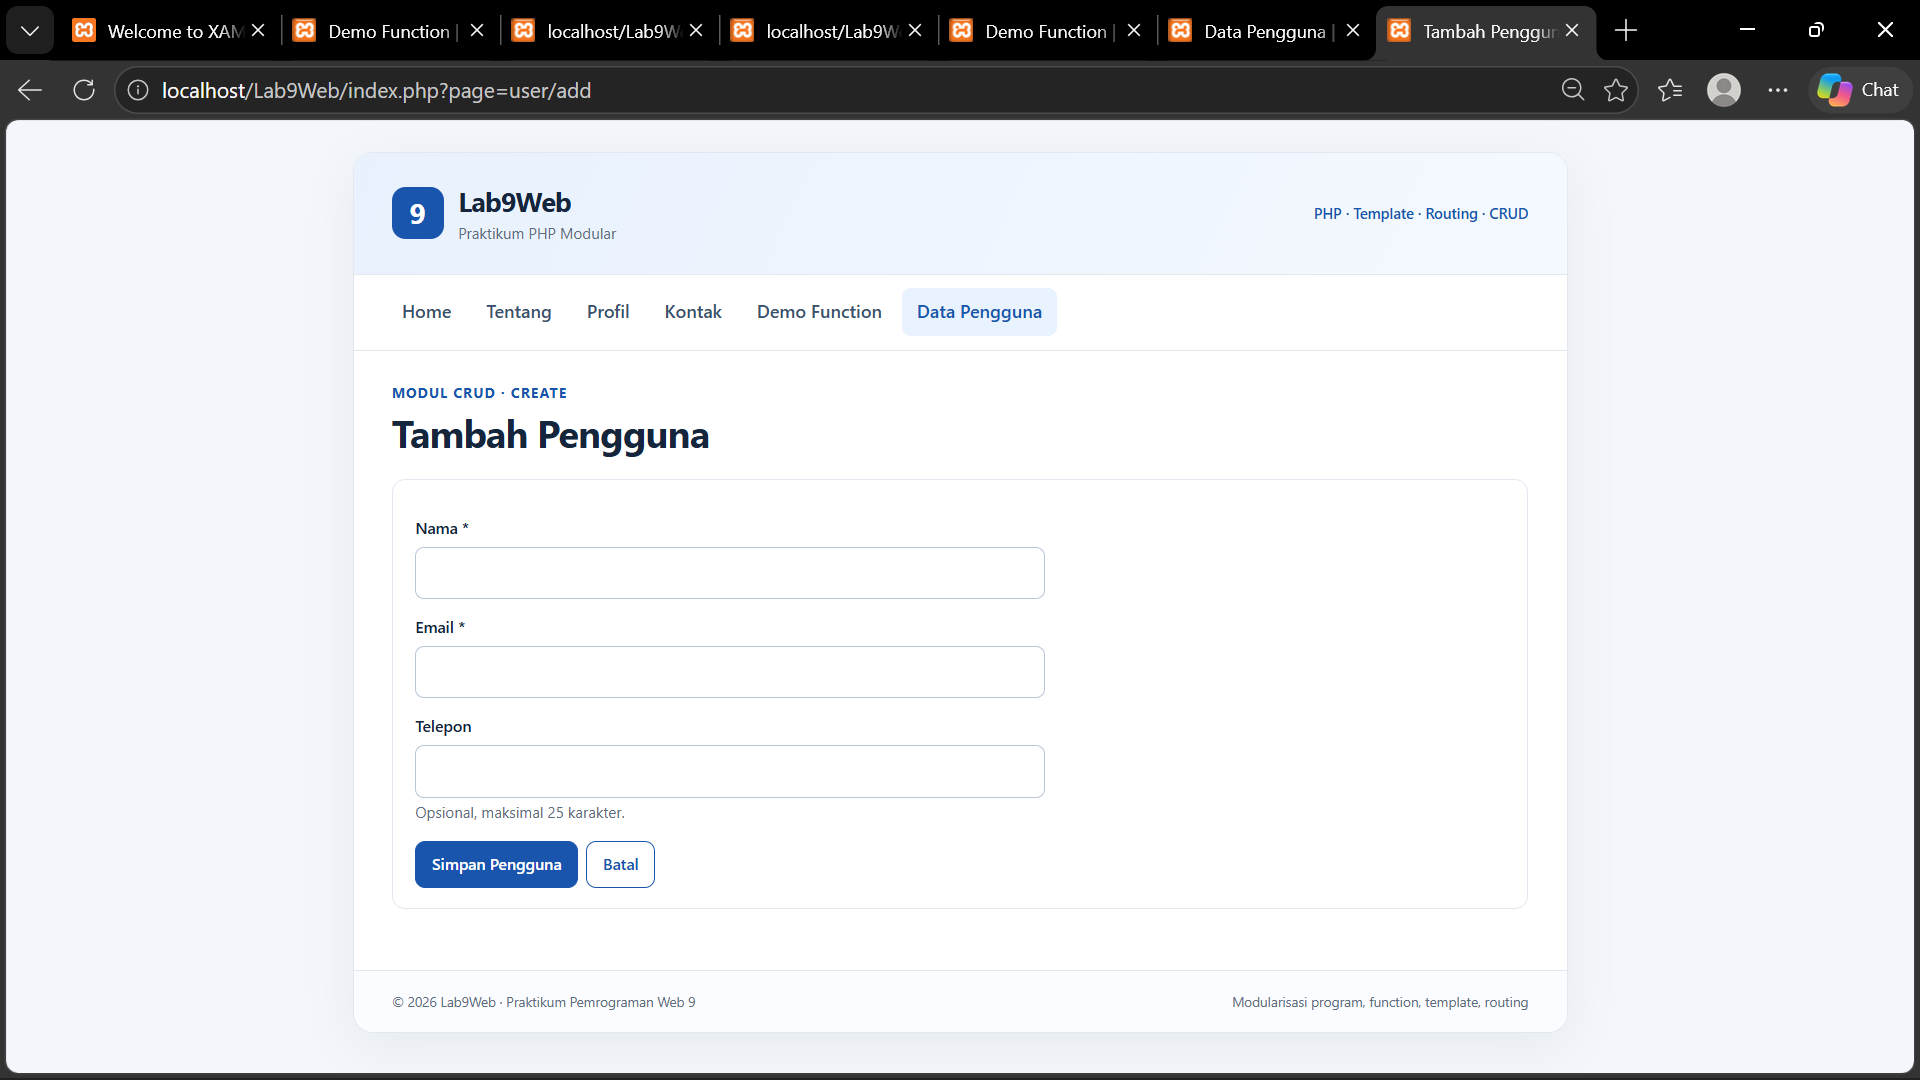 Welcome to XAM
Demo Function |
localhost/Lab9W
localhost/Lab9W
Demo Function |
Data Pengguna |
Tambah Penggun
localhost/Lab9Web/index.php?page=user/add
Chat
9
Lab9Web
Praktikum PHP Modular
PHP · Template · Routing · CRUD
Home
Tentang
Profil
Kontak
Demo Function
Data Pengguna
MODUL CRUD · CREATE
Tambah Pengguna
Nama *
Email *
Telepon
Opsional, maksimal 25 karakter.
Simpan Pengguna
Batal
© 2026 Lab9Web · Praktikum Pemrograman Web 9
Modularisasi program, function, template, routing